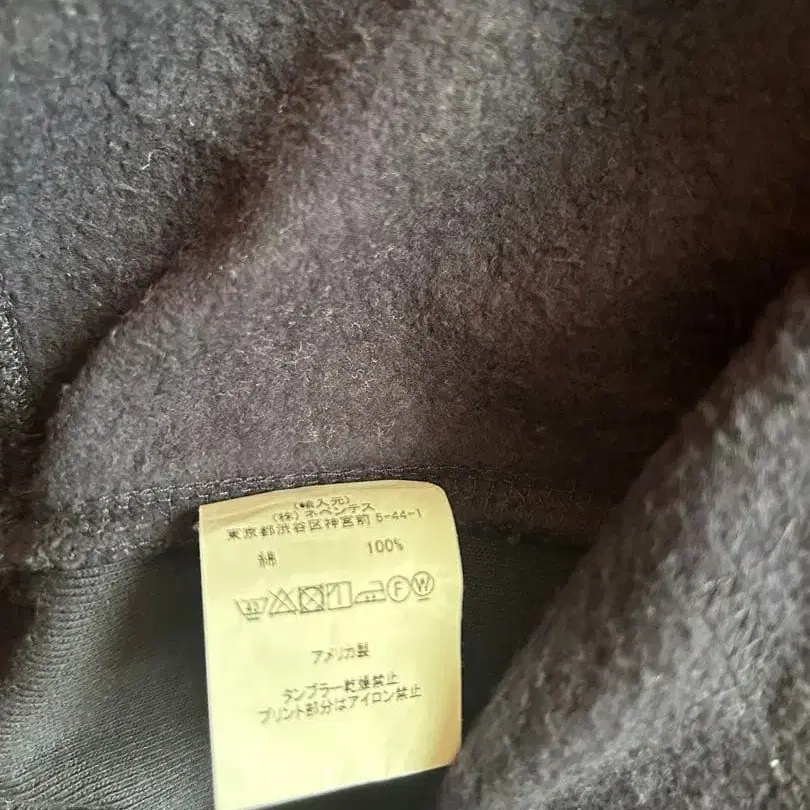 (輸入元)
(株)ネペンテス
東京都渋谷区神宮前 5-44-1
綿 100%
F W
アメリカ製
タンブラー乾燥禁止
プリント部分はアイロン禁止